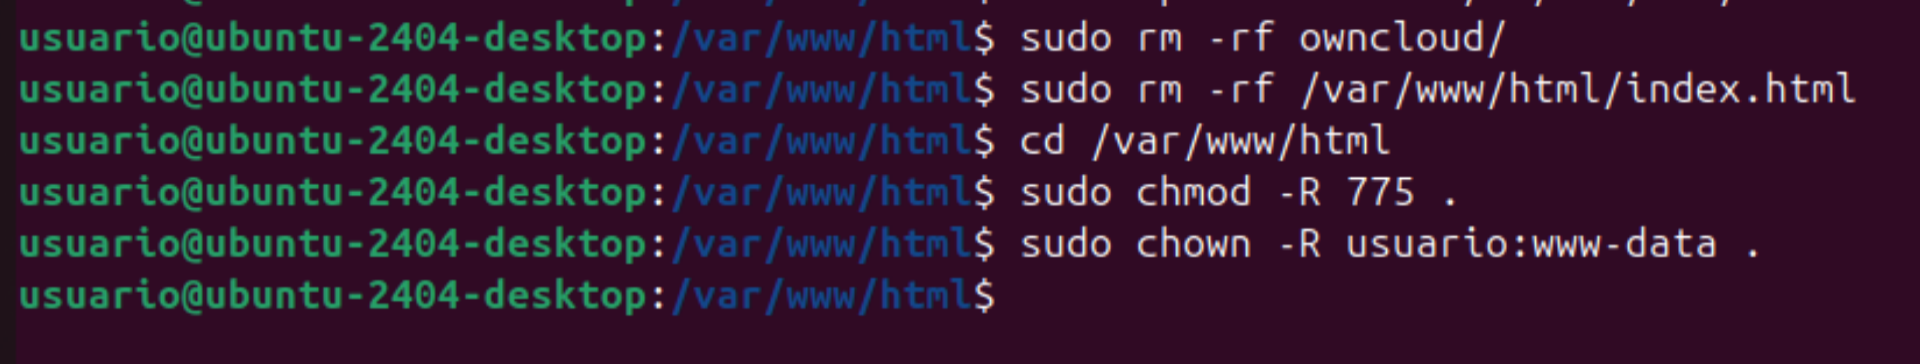 usuario@ubuntu-2404-desktop:/var/www/html$ sudo rm -rf owncloud/
usuario@ubuntu-2404-desktop:/var/www/html$ sudo rm -rf /var/www/html/index.html
usuario@ubuntu-2404-desktop:/var/www/html$ cd /var/www/html
usuario@ubuntu-2404-desktop:/var/www/html$ sudo chmod -R 775 .
usuario@ubuntu-2404-desktop:/var/www/html$ sudo chown -R usuario:www-data .
usuario@ubuntu-2404-desktop:/var/www/html$